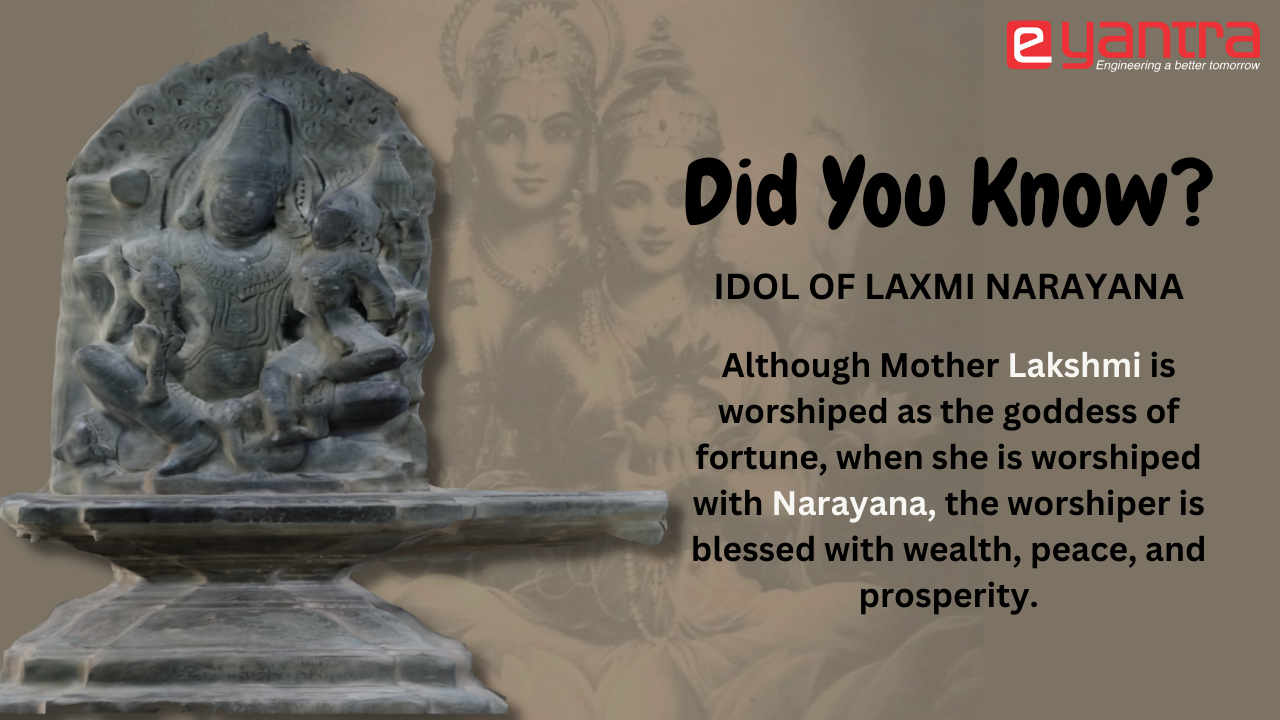 e yantra
Engineering a better tomorrow
Did You Know?
IDOL OF LAXMI NARAYANA
Although Mother Lakshmi is
worshiped as the goddess of
fortune, when she is worshiped
with Narayana, the worshiper is
blessed with wealth, peace, and
prosperity.